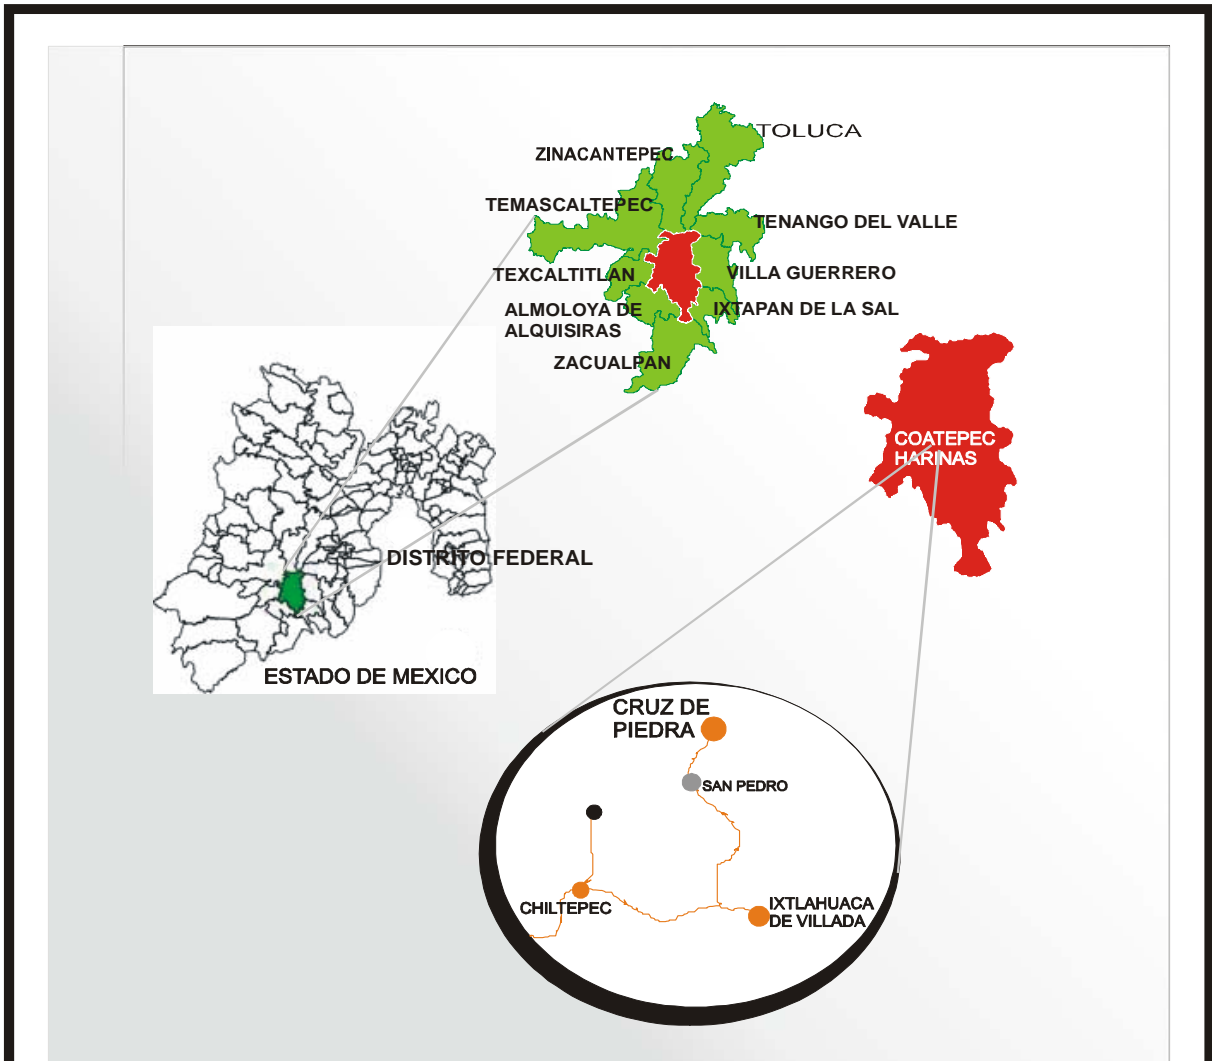 TOLUCA
ZINACANTEPEC
TEMASCALTEPEC
TENANGO DEL VALLE
TEXCALTITLAN
VILLA GUERRERO
ALMOLOYA DE
ALQUISIRAS
IXTAPAN DE LA SAL
ZACUALPAN
COATEPEC
HARINAS
DISTRITO FEDERAL
ESTADO DE MEXICO
CRUZ DE
PIEDRA
SAN PEDRO
CHILTEPEC
IXTLAHUACA
DE VILLADA